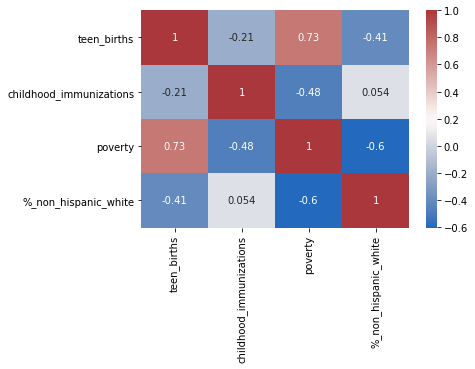 teen_births 1 -0.21 0.73 -0.41
childhood_immunizations -0.21 1 -0.48 0.054
poverty 0.73 -0.48 1 -0.6
%_non_hispanic_white -0.41 0.054 -0.6 1
teen_births
childhood_immunizations
poverty
%_non_hispanic_white
1.0
0.8
0.6
0.4
0.2
0.0
−0.2
−0.4
−0.6